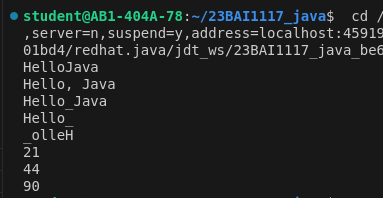 student@AB1-404A-78:~/23BAI1117_java$ cd /
,server=n,suspend=y,address=localhost:45919
01bd4/redhat.java/jdt_ws/23BAI1117_java_be6
HelloJava
Hello, Java
Hello_Java
Hello_
_olleH
21
44
90